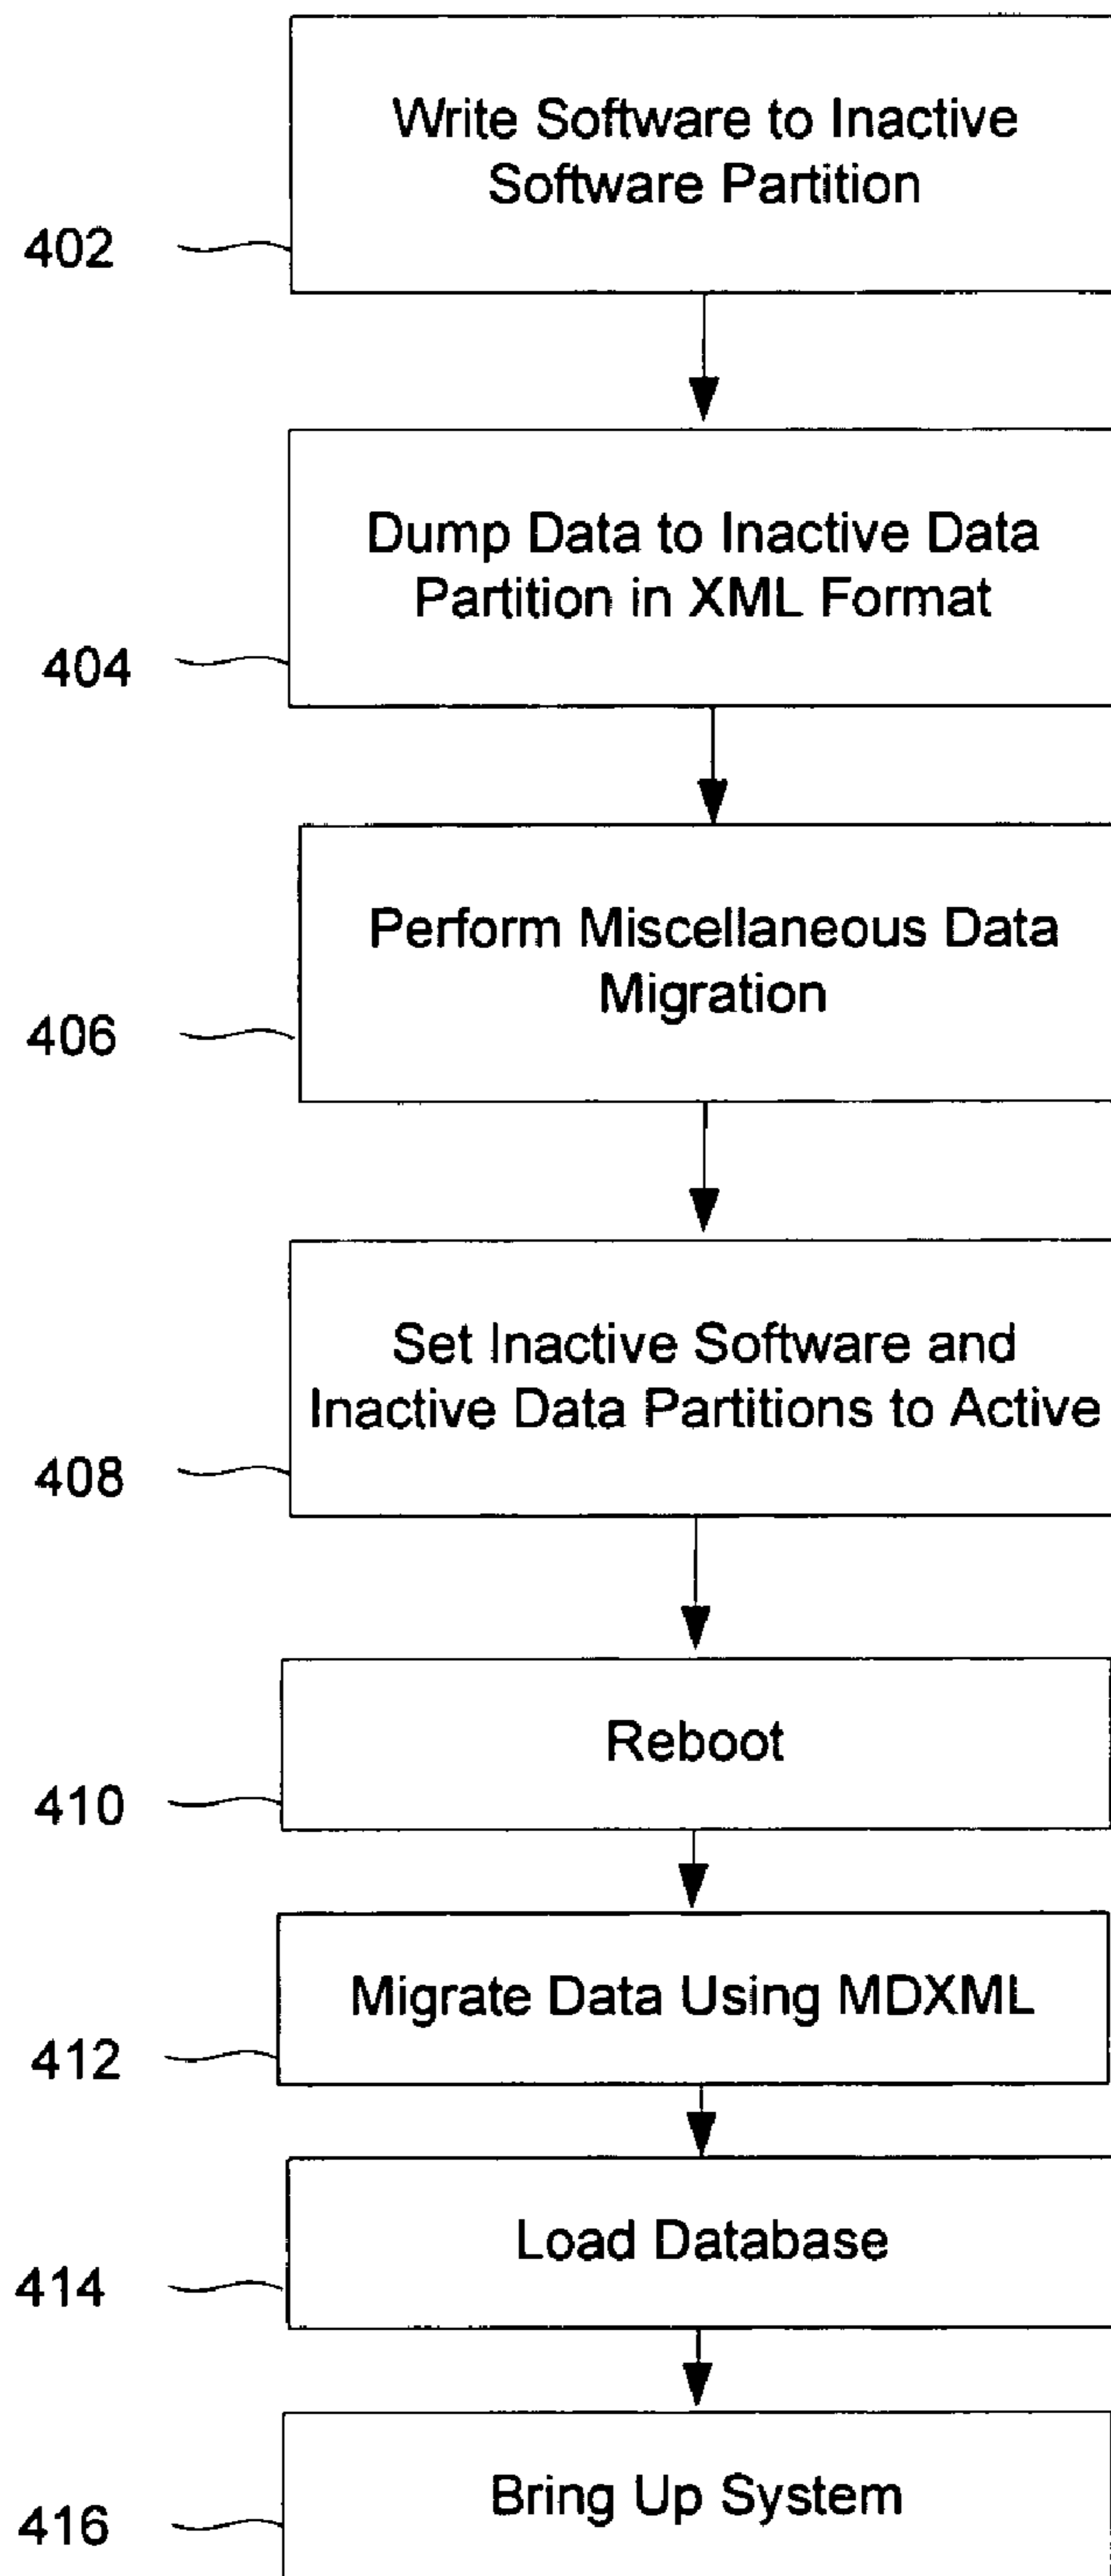 Write Software to Inactive
Software Partition
402
Dump Data to Inactive Data
Partition in XML Format
404
Perform Miscellaneous Data
Migration
406
Set Inactive Software and
Inactive Data Partitions to Active
408
Reboot
410
Migrate Data Using MDXML
412
Load Database
414
Bring Up System
416